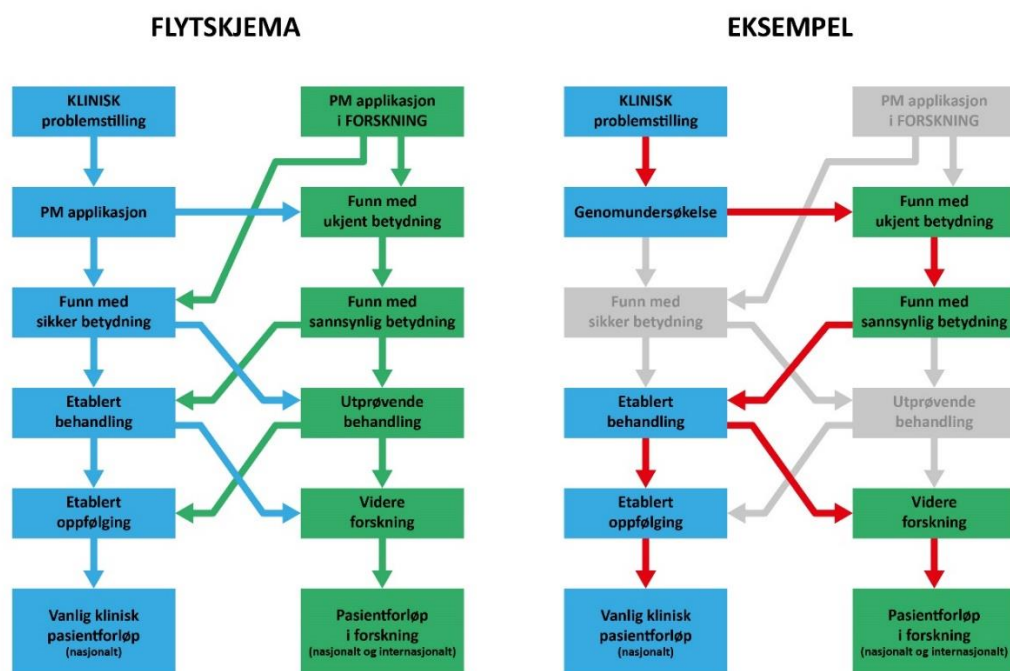 FLYTSKJEMA
KLINISK
problemstilling
PM applikasjon
i FORSKNING
PM applikasjon
Funn med
ukjent betydning
Funn med
sikker betydning
Funn med
sannsynlig betydning
Etablert
behandling
Utprøvende
behandling
Etablert
oppfølging
Videre
forskning
Vanlig klinisk
pasientforløp
(nasjonalt)
Pasientforløp
i forskning
(nasjonalt og internasjonalt)
EKSEMPEL
KLINISK
problemstilling
PM applikasjon
i FORSKNING
Genomundersøkelse
Funn med
ukjent betydning
Funn med
sikker betydning
Funn med
sannsynlig betydning
Etablert
behandling
Utprøvende
behandling
Etablert
oppfølging
Videre
forskning
Vanlig klinisk
pasientforløp
(nasjonalt)
Pasientforløp
i forskning
(nasjonalt og internasjonalt)